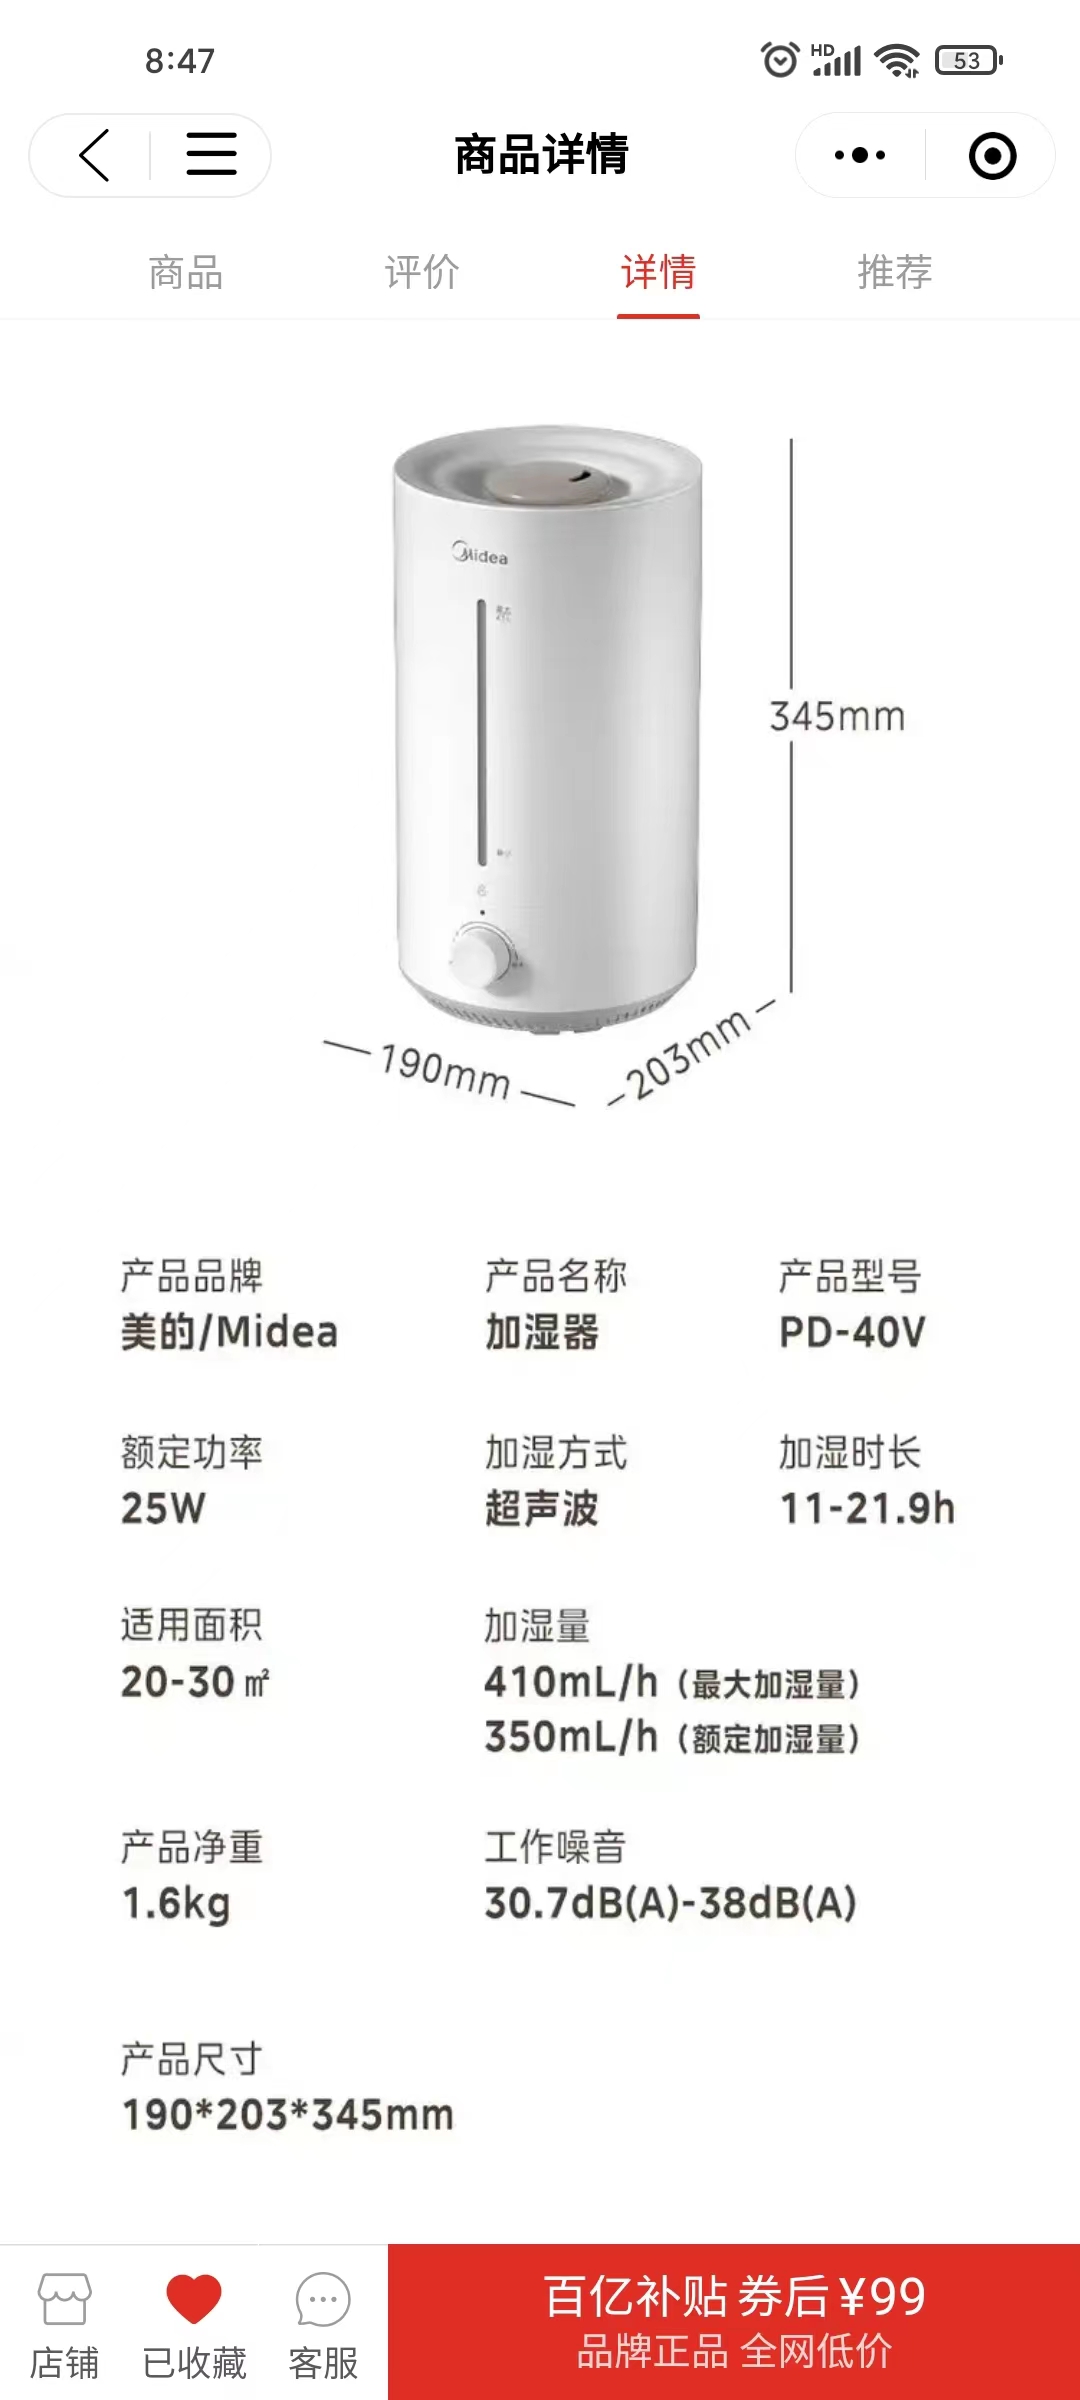 8:47
HD
53
商品详情
商品
评价
详情
推荐
Midea
345mm
190mm
203mm
产品品牌
美的/Midea
产品名称
加湿器
产品型号
PD-40V
额定功率
25W
加湿方式
超声波
加湿时长
11-21.9h
适用面积
20-30㎡
加湿量
410mL/h（最大加湿量）
350mL/h（额定加湿量）
产品净重
1.6kg
工作噪音
30.7dB(A)-38dB(A)
产品尺寸
190*203*345mm
店铺
已收藏
客服
百亿补贴 券后 ¥99
品牌正品 全网低价